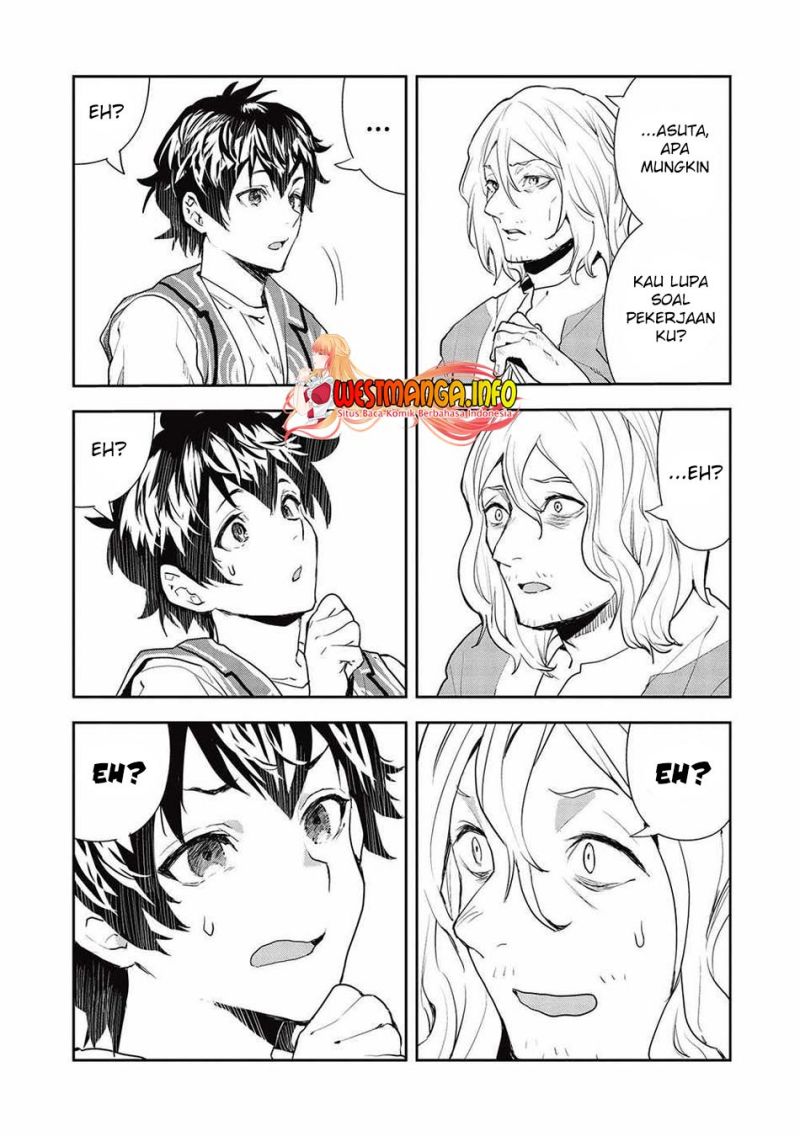 ...ASUTA,
APA
MUNGKIN
KAU LUPA
SOAL
PEKERJAAN
KU?
...
EH?
WESTMANGA.INFO
Situs Baca Komik Berbahasa Indonesia
...EH?
EH?
EH?
EH?